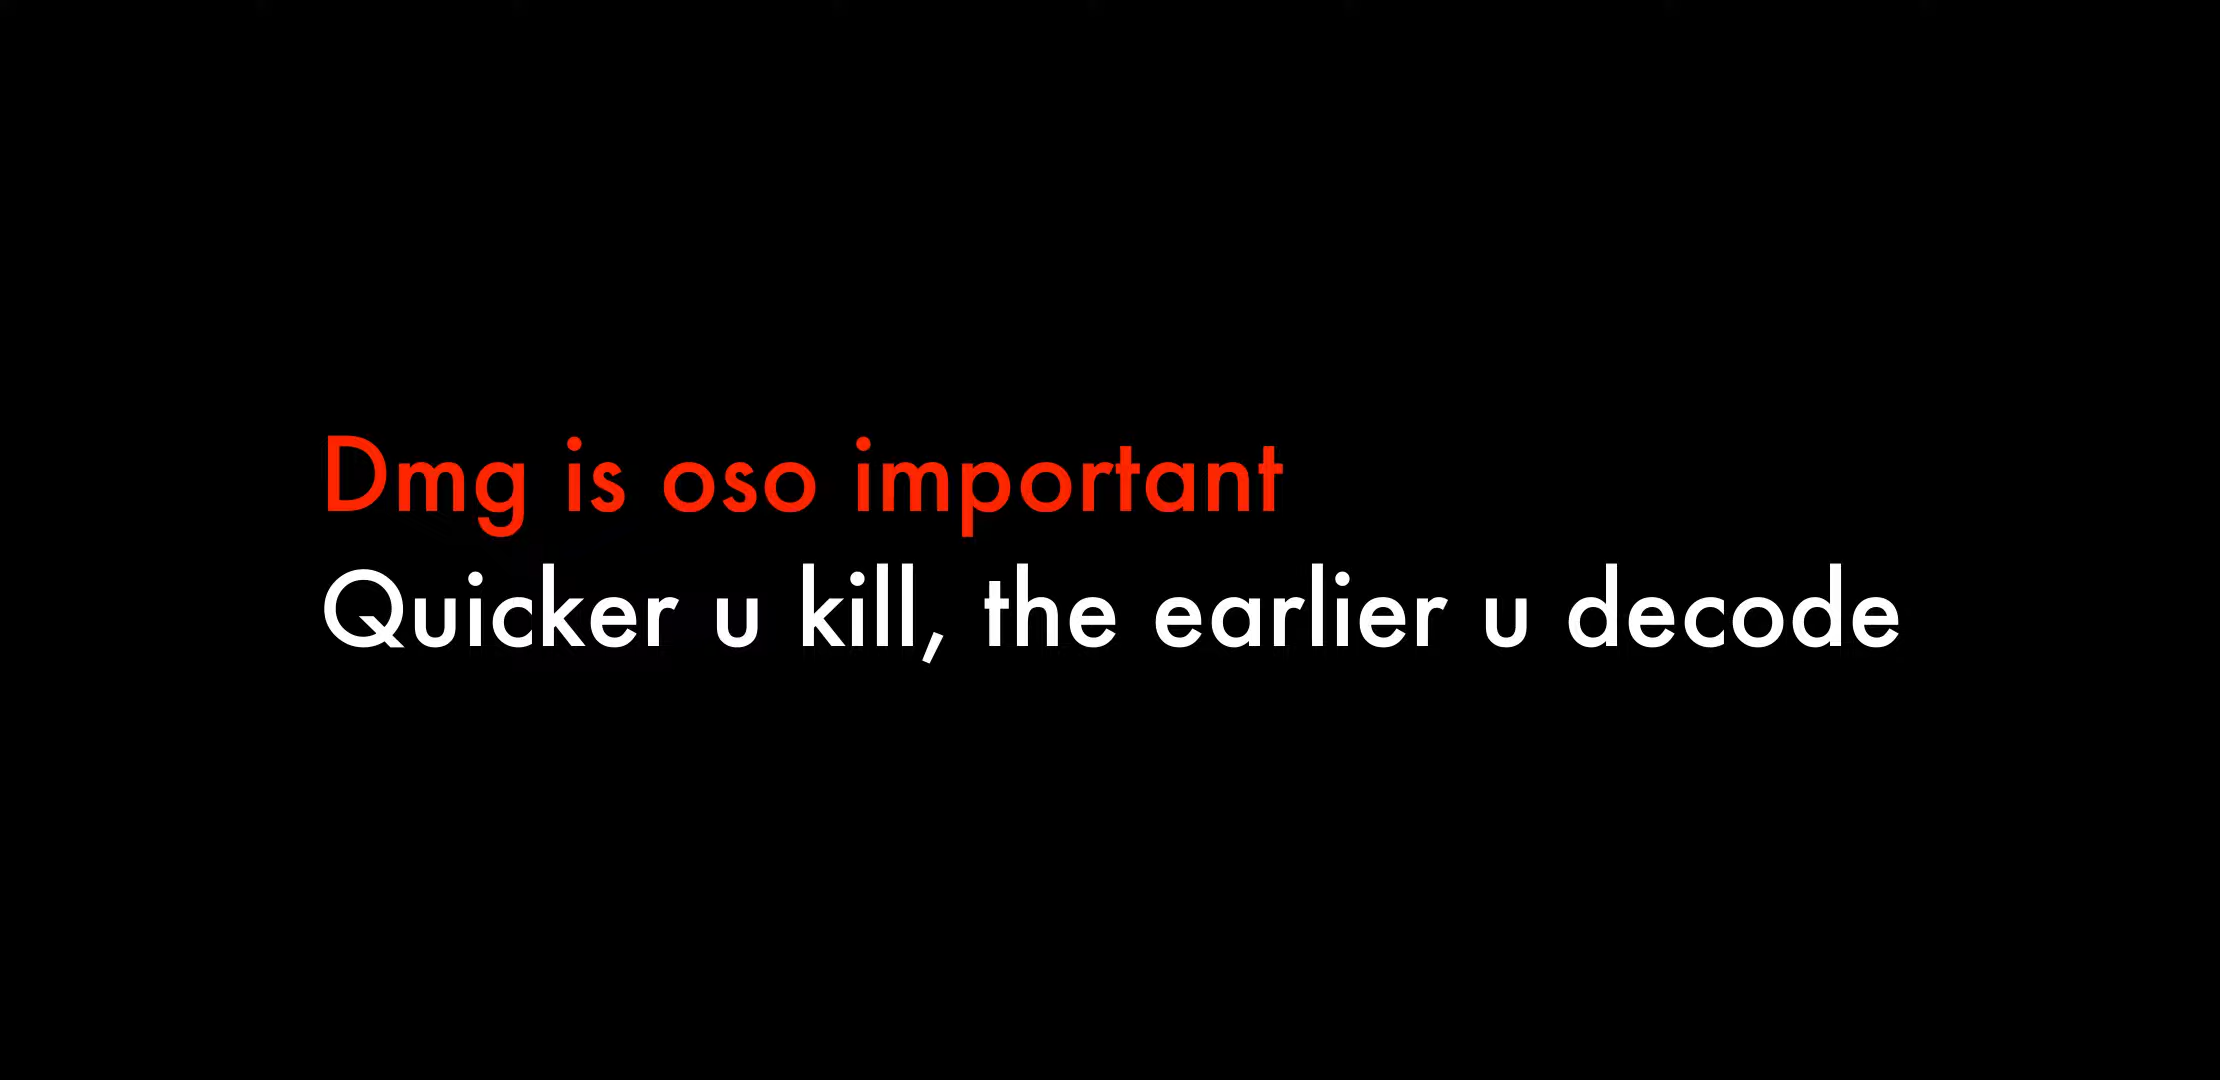 Dmg is oso important
Quicker u kill, the earlier u decode